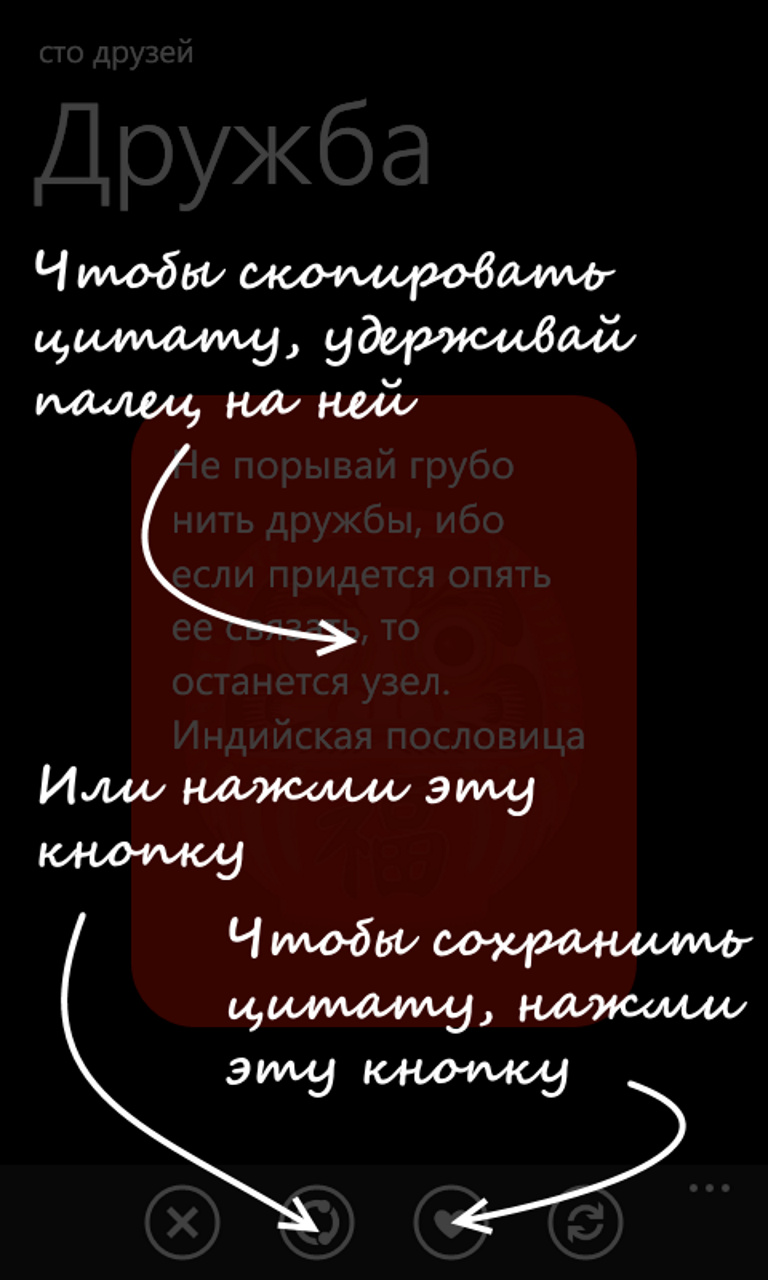 сто друзей
Дружба
Чтобы скопировать
цитату, удерживай
палец на ней
Не порывай грубо
нить дружбы, ибо
если придется опять
ее связать, то
останется узел.
Индийская пословица
Или нажми эту
кнопку
Чтобы сохранить
цитату, нажми
эту кнопку